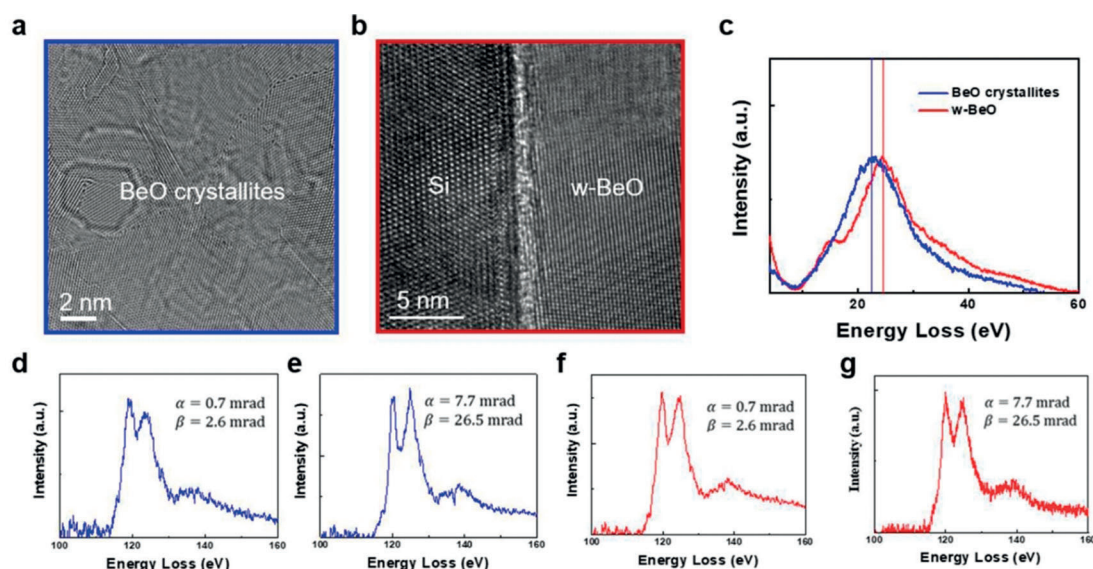 a
b
c
BeO crystallites
2 nm
Si
w-BeO
5 nm
BeO crystallites
w-BeO
Intensity (a.u.)
20
40
60
Energy Loss (eV)
d
e
f
g
α = 0.7 mrad
β = 2.6 mrad
Intensity (a.u.)
100
120
140
160
Energy Loss (eV)
α = 7.7 mrad
β = 26.5 mrad
Intensity (a.u.)
100
120
140
160
Energy Loss (eV)
α = 0.7 mrad
β = 2.6 mrad
Intensity (a.u.)
100
120
140
160
Energy Loss (eV)
α = 7.7 mrad
β = 26.5 mrad
Intensity (a.u.)
100
120
140
160
Energy Loss (eV)